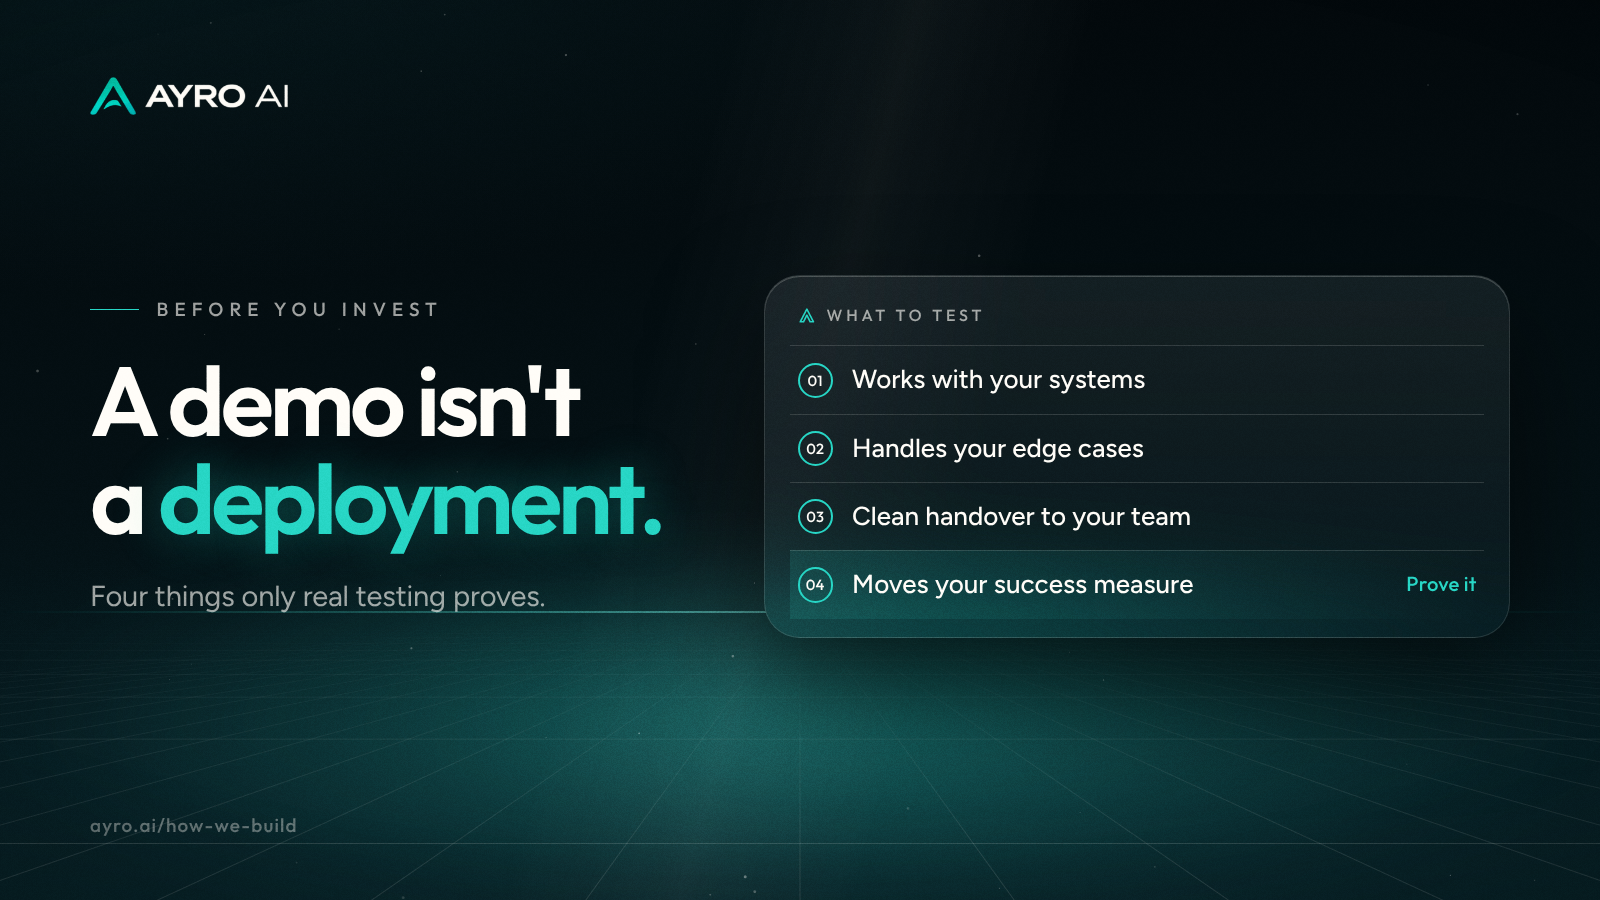 AYRO AI
BEFORE YOU INVEST
A demo isn't
a deployment.
Four things only real testing proves.
WHAT TO TEST
01 Works with your systems
02 Handles your edge cases
03 Clean handover to your team
04 Moves your success measure Prove it
ayro.ai/how-we-build